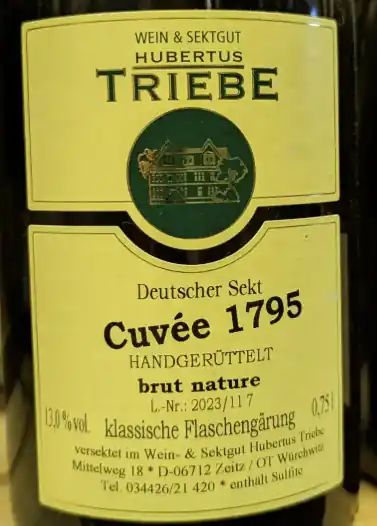 WEIN & SEKTGUT
HUBERTUS
TRIEBE
Deutscher Sekt
Cuvée 1795
HANDGERÜTTELT
brut nature
L.-Nr.: 2023/11 7
13,0 %vol. klassische Flaschengärung 0,75 l
versektet im Wein- & Sektgut Hubertus Triebe
Mittelweg 18 * D-06712 Zeitz / OT Würchwitz
Tel. 034426/21 420 * enthält Sulfite